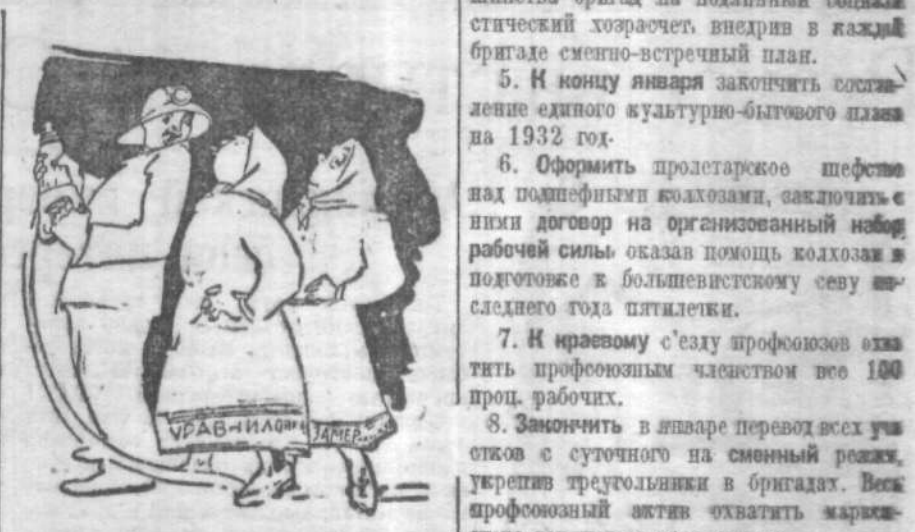 УРАВНИЛОВКА ЗАМЕР
бригад на подлинный
стический хозрасчет, внедрив в каждой
бригаде сменно-встречный план.
5. К концу января закончить состав-
ление единого культурно-бытового плана
на 1932 год.
6. Оформить пролетарское шефство
над подшефными колхозами, заключить с
ними договор на организованный набор
рабочей силы, оказав помощь колхозам в
подготовке к большевистскому севу
следнего года пятилетки.
7. К краевому с'езду профсоюзов охва
тить профсоюзным членством все 100
проц. рабочих.
8. Закончить в январе перевод всех уча
стков с суточного на сменный режим,
укрепив треугольники в бригадах. Весь
профсоюзный актив охватить